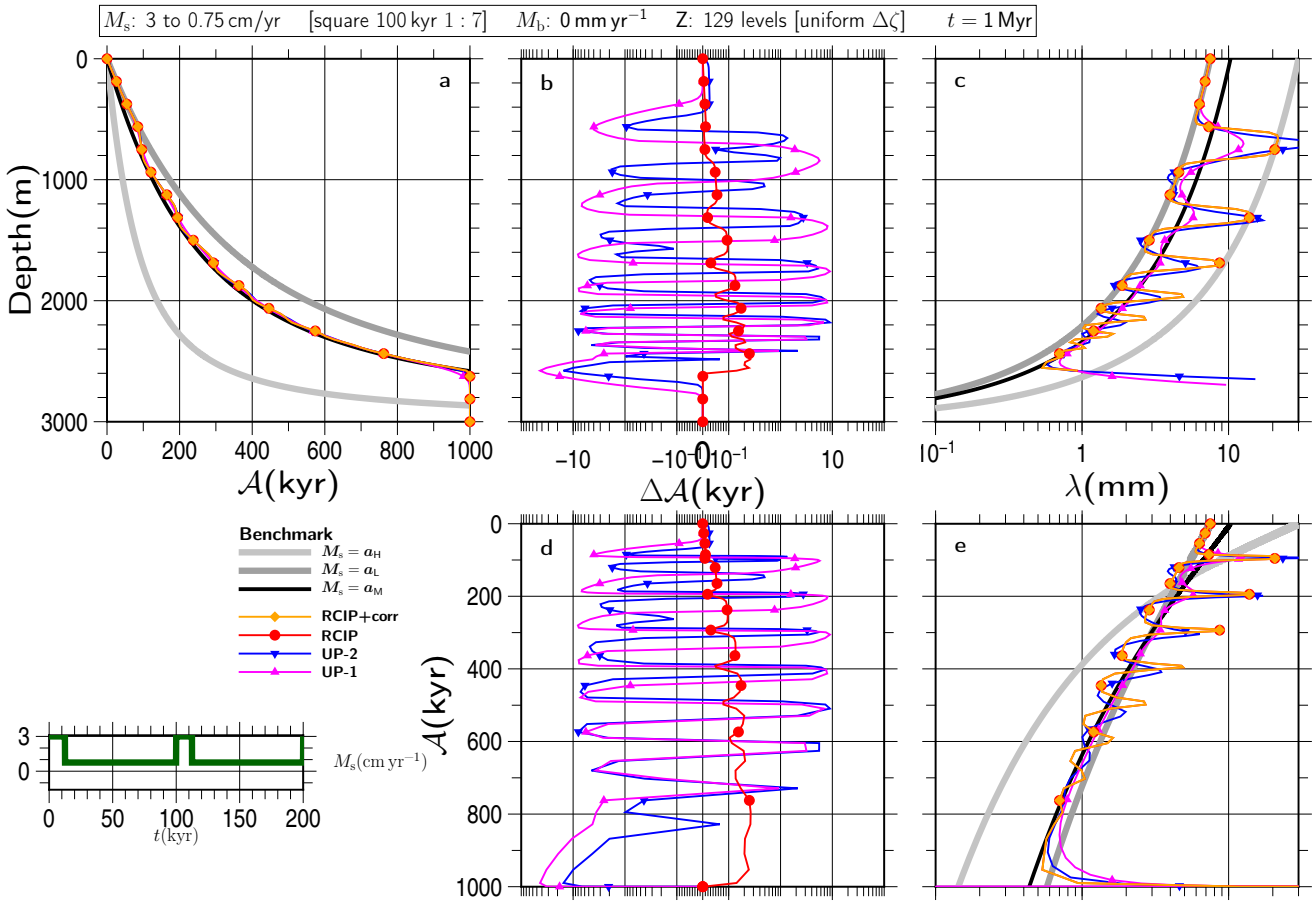 Mₛ: 3 to 0.75 cm/yr [square 100 kyr 1 : 7] M_b: 0 mm yr⁻¹ Z: 129 levels [uniform Δζ] t = 1 Myr
a
b
c
0
1000
2000
3000
Depth(m)
0 200 400 600 800 1000
𝒜(kyr)
−10 −10⁻¹ 0 10⁻¹ 10
Δ𝒜(kyr)
10⁻¹ 1 10
λ(mm)
Benchmark
Mₛ = a_H
Mₛ = a_L
Mₛ = a_M
RCIP+corr
RCIP
UP-2
UP-1
d
e
0
200
400
600
800
1000
𝒜(kyr)
3
0
Mₛ(cm yr⁻¹)
0 50 100 150 200
t(kyr)